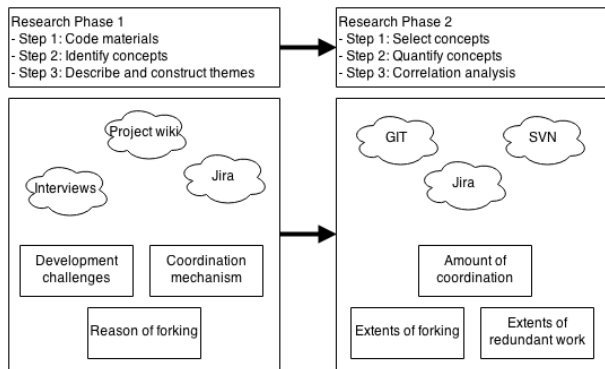 Research Phase 1
- Step 1: Code materials
- Step 2: Identify concepts
- Step 3: Describe and construct themes
Research Phase 2
- Step 1: Select concepts
- Step 2: Quantify concepts
- Step 3: Correlation analysis
Project wiki
Jira
Interviews
Development
challenges
Coordination
mechanism
Reason of forking
GIT
SVN
Jira
Amount of
coordination
Extents of forking
Extents of
redundant work